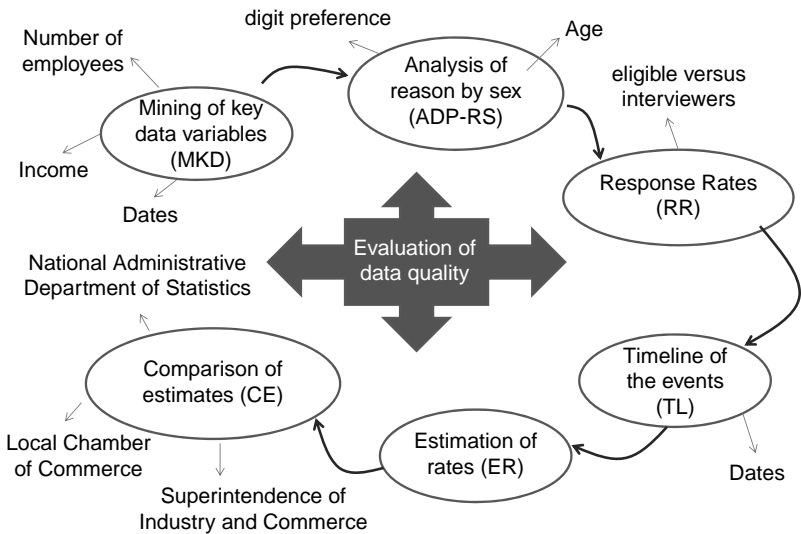 digit preference
Age
Number of
employees
Analysis of
reason by sex
(ADP-RS)
eligible versus
interviewers
Mining of key
data variables
(MKD)
Income
Dates
Response Rates
(RR)
Evaluation of
data quality
National Administrative
Department of Statistics
Comparison of
estimates (CE)
Timeline of
the events
(TL)
Local Chamber
of Commerce
Estimation of
rates (ER)
Dates
Superintendence of
Industry and Commerce